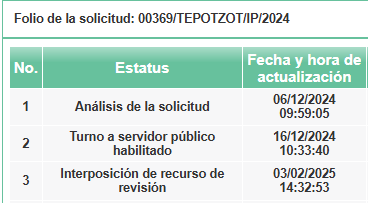 Folio de la solicitud: 00369/TEPOTZOT/IP/2024
No. Estatus Fecha y hora de
actualización
1 Análisis de la solicitud 06/12/2024
09:59:05
2 Turno a servidor público
habilitado 16/12/2024
10:33:40
3 Interposición de recurso de
revisión 03/02/2025
14:32:53